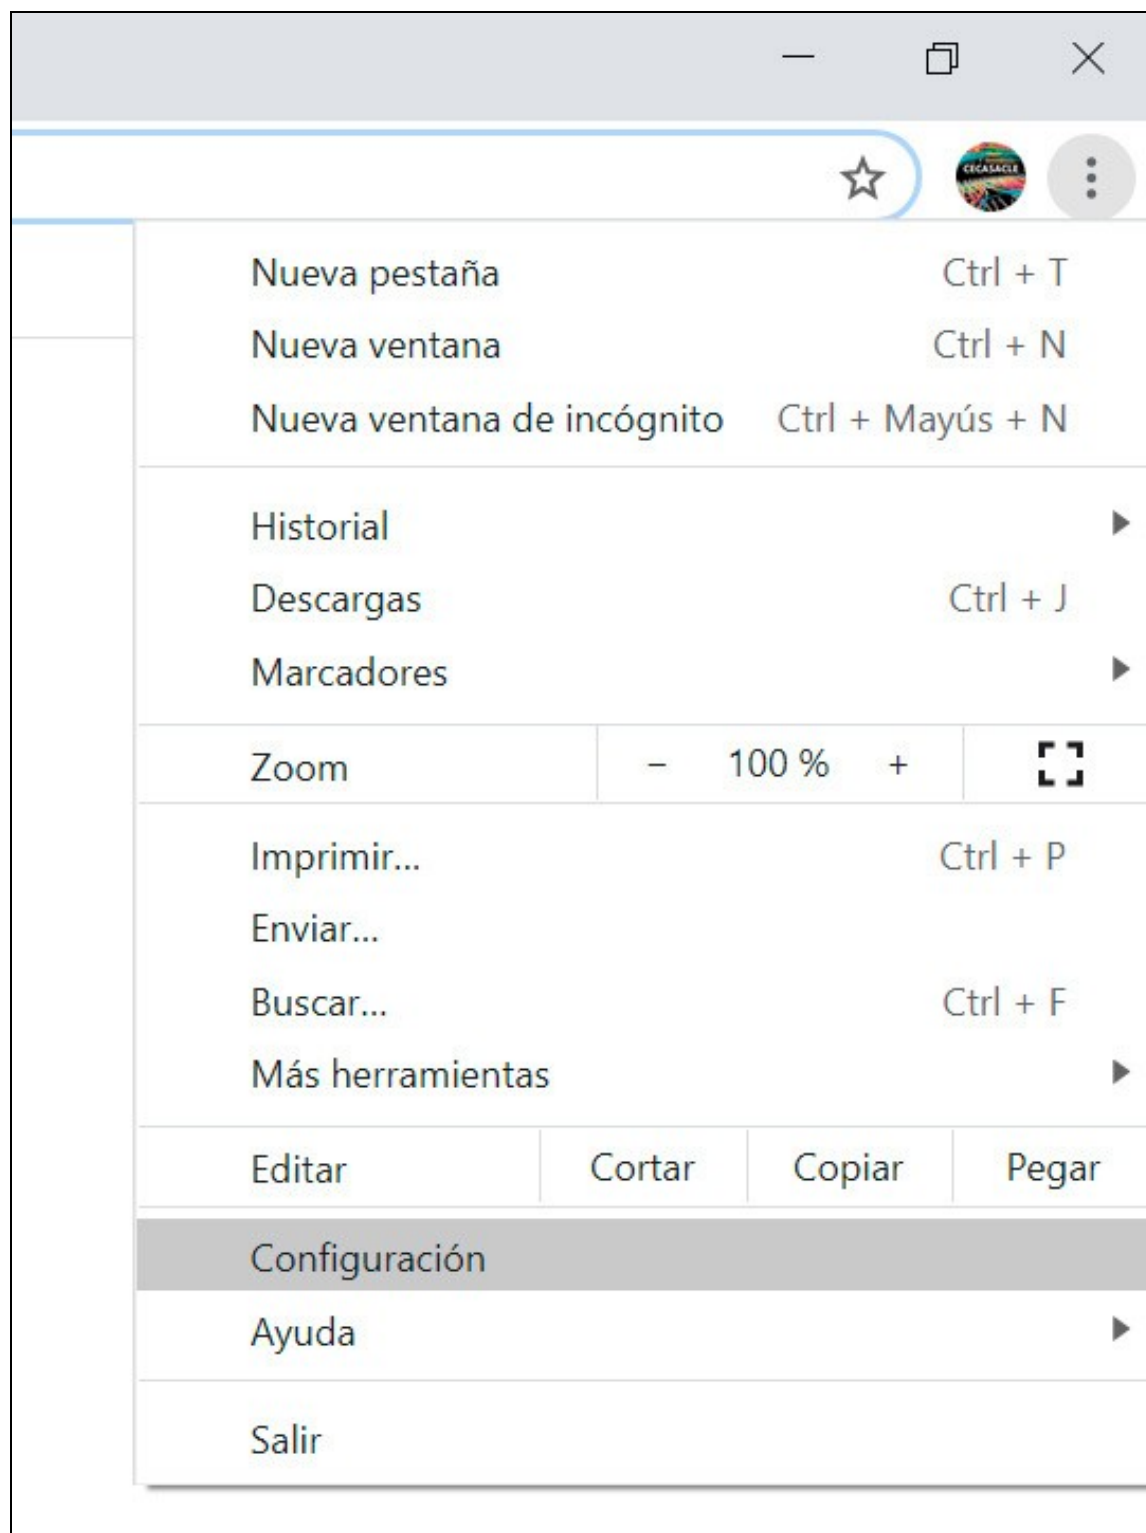 CECASACLE
Nueva pestaña Ctrl + T
Nueva ventana Ctrl + N
Nueva ventana de incógnito Ctrl + Mayús + N
Historial
Descargas Ctrl + J
Marcadores
Zoom - 100 % +
Imprimir... Ctrl + P
Enviar...
Buscar... Ctrl + F
Más herramientas
Editar Cortar Copiar Pegar
Configuración
Ayuda
Salir